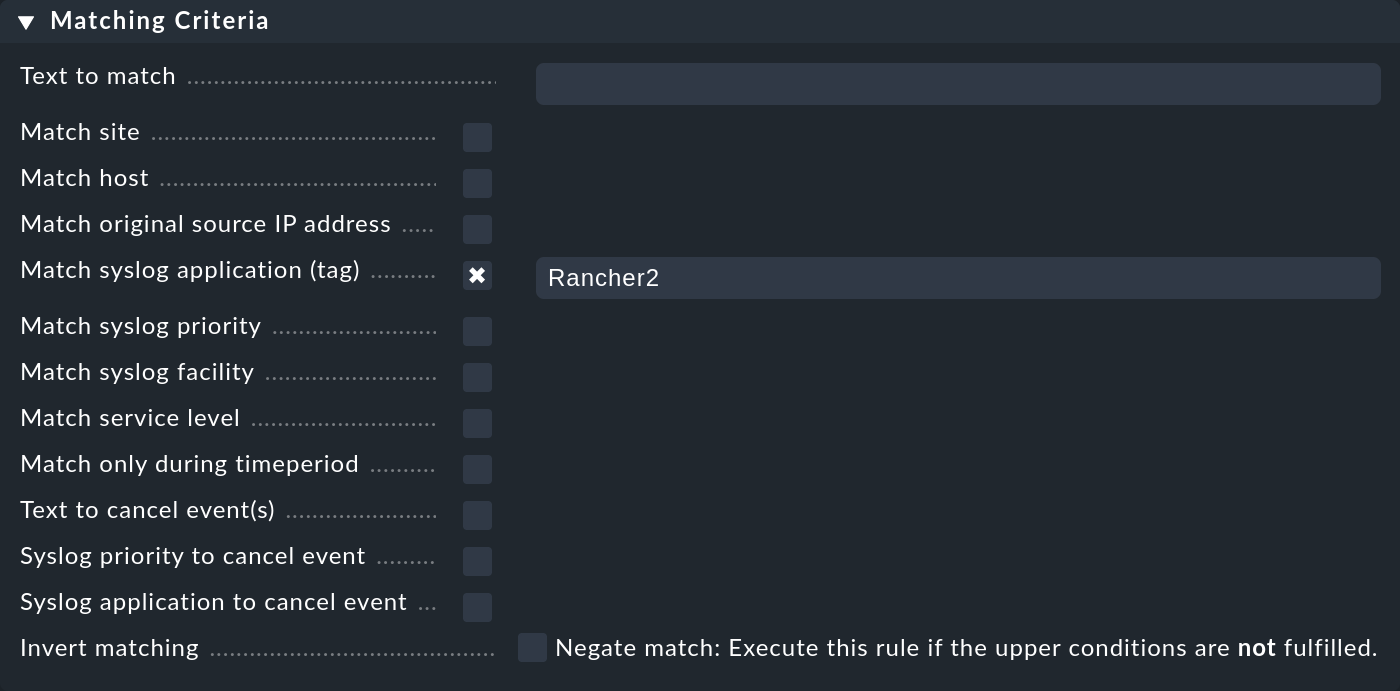 Matching Criteria
Text to match
Match site
Match host
Match original source IP address
Match syslog application (tag) Rancher2
Match syslog priority
Match syslog facility
Match service level
Match only during timeperiod
Text to cancel event(s)
Syslog priority to cancel event
Syslog application to cancel event
Invert matching Negate match: Execute this rule if the upper conditions are not fulfilled.